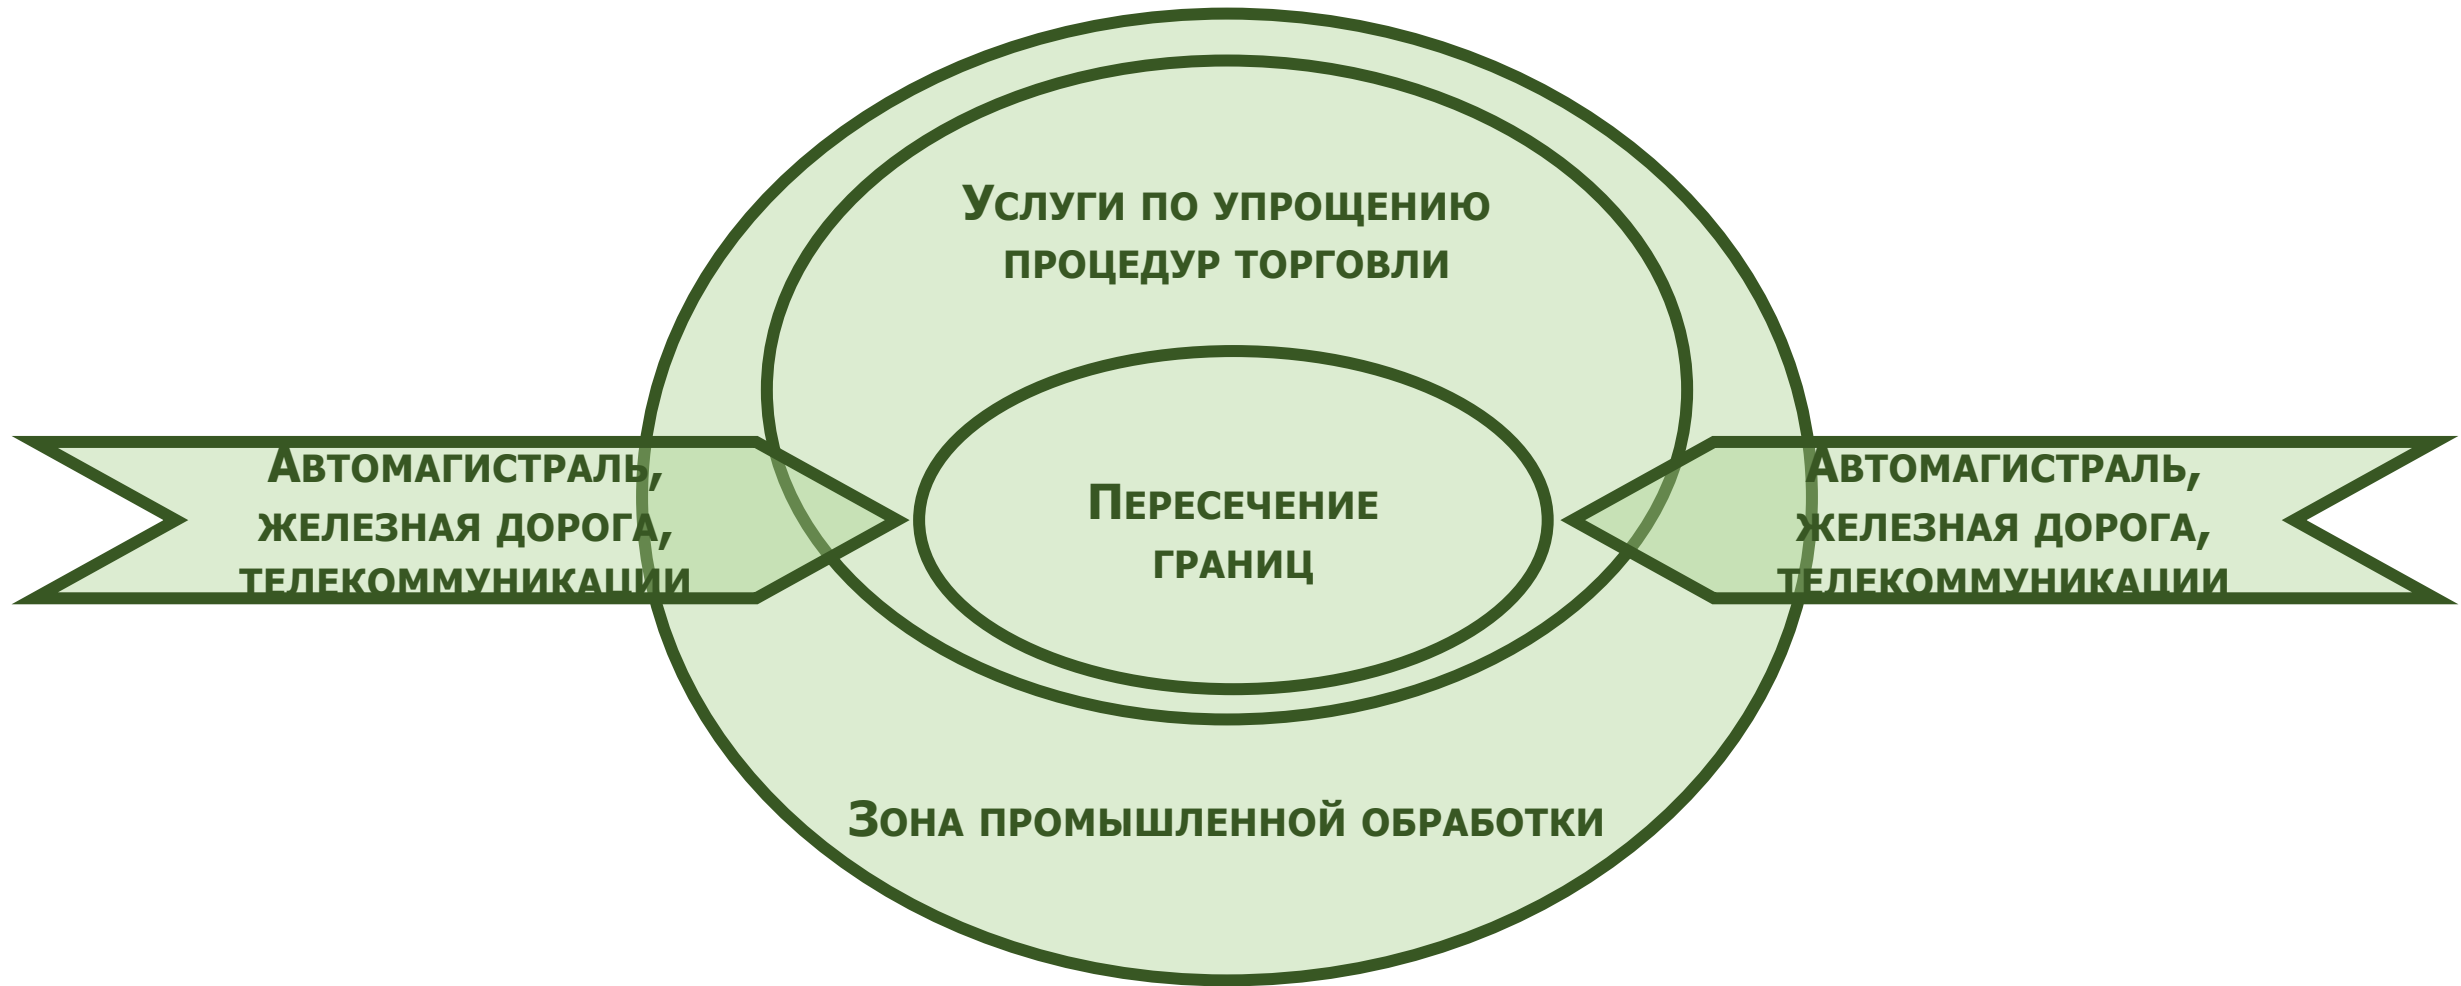 Услуги по упрощению
процедур торговли
Автомагистраль,
железная дорога,
телекоммуникации
Пересечение
границ
Автомагистраль,
железная дорога,
телекоммуникации
Зона промышленной обработки